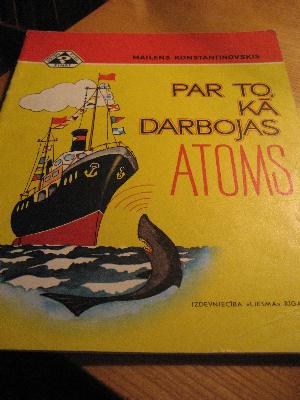 MAILENS KONSTANTINOVSKIS
PAR TO,
KĀ
DARBOJAS
ATOMS
IZDEVNIECĪBA «LIESMA» RĪGA